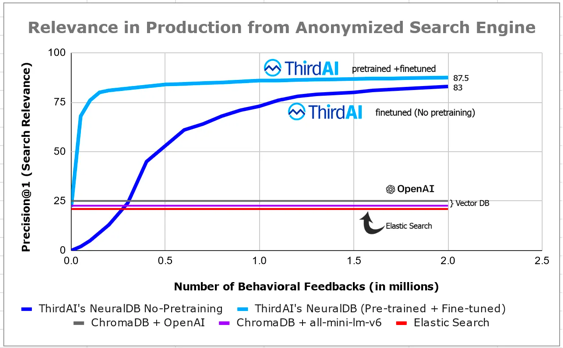 Relevance in Production from Anonymized Search Engine
Precision@1 (Search Relevance)
100
75
50
25
0
ThirdAI pretrained +finetuned
87.5
83
ThirdAI finetuned (No pretraining)
OpenAI
} Vector DB
Elastic Search
0.0 0.5 1.0 1.5 2.0 2.5
Number of Behavioral Feedbacks (in millions)
ThirdAI's NeuralDB No-Pretraining ThirdAI's NeuralDB (Pre-trained + Fine-tuned)
ChromaDB + OpenAI ChromaDB + all-mini-lm-v6 Elastic Search